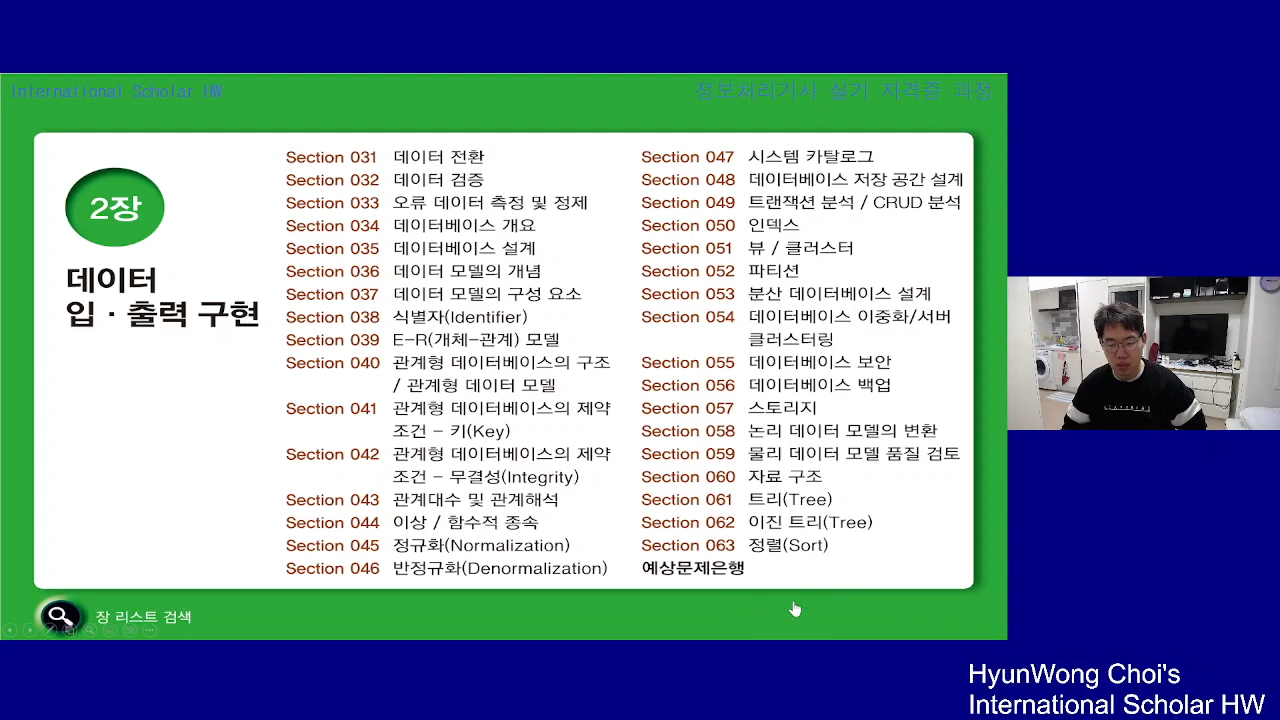 International Scholar HW
정보처리기사 실기 자격증 과정
2장
데이터
입 · 출력 구현
Section 031 데이터 전환
Section 032 데이터 검증
Section 033 오류 데이터 측정 및 정제
Section 034 데이터베이스 개요
Section 035 데이터베이스 설계
Section 036 데이터 모델의 개념
Section 037 데이터 모델의 구성 요소
Section 038 식별자(Identifier)
Section 039 E-R(개체-관계) 모델
Section 040 관계형 데이터베이스의 구조
/ 관계형 데이터 모델
Section 041 관계형 데이터베이스의 제약
조건 - 키(Key)
Section 042 관계형 데이터베이스의 제약
조건 - 무결성(Integrity)
Section 043 관계대수 및 관계해석
Section 044 이상 / 함수적 종속
Section 045 정규화(Normalization)
Section 046 반정규화(Denormalization)
Section 047 시스템 카탈로그
Section 048 데이터베이스 저장 공간 설계
Section 049 트랜잭션 분석 / CRUD 분석
Section 050 인덱스
Section 051 뷰 / 클러스터
Section 052 파티션
Section 053 분산 데이터베이스 설계
Section 054 데이터베이스 이중화/서버
클러스터링
Section 055 데이터베이스 보안
Section 056 데이터베이스 백업
Section 057 스토리지
Section 058 논리 데이터 모델의 변환
Section 059 물리 데이터 모델 품질 검토
Section 060 자료 구조
Section 061 트리(Tree)
Section 062 이진 트리(Tree)
Section 063 정렬(Sort)
예상문제은행
장 리스트 검색
HyunWong Choi's
International Scholar HW